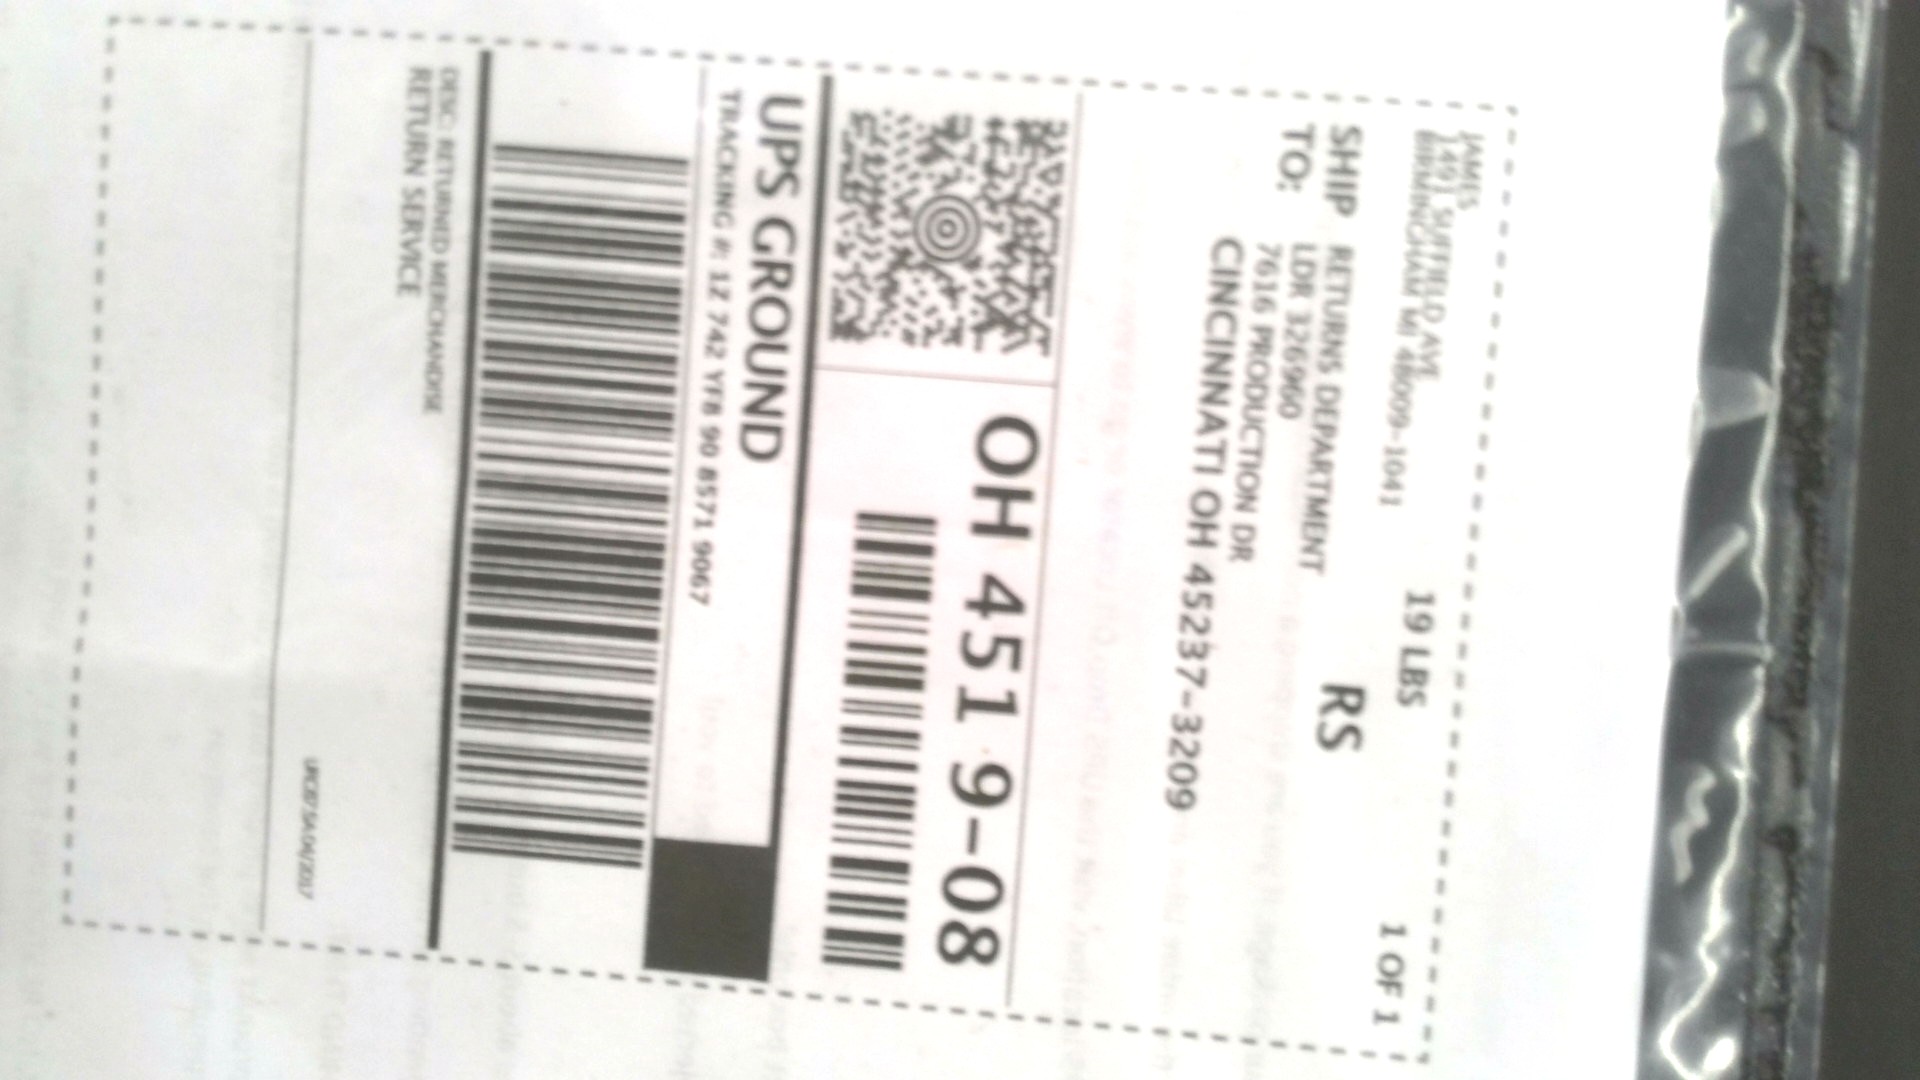 JAMES
1491 SUFFIELD AVE
BIRMINGHAM MI 48009-1041
19 LBS
1 OF 1
SHIP TO:
RETURNS DEPARTMENT
LDR 3269960
7616 PRODUCTION DR
CINCINNATI OH 45237-3209
RS
OH 451 9-08
UPS GROUND
TRACKING #: 1Z 742 YF8 90 8571 9067
DESC: RETURNED MERCHANDISE
RETURN SERVICE